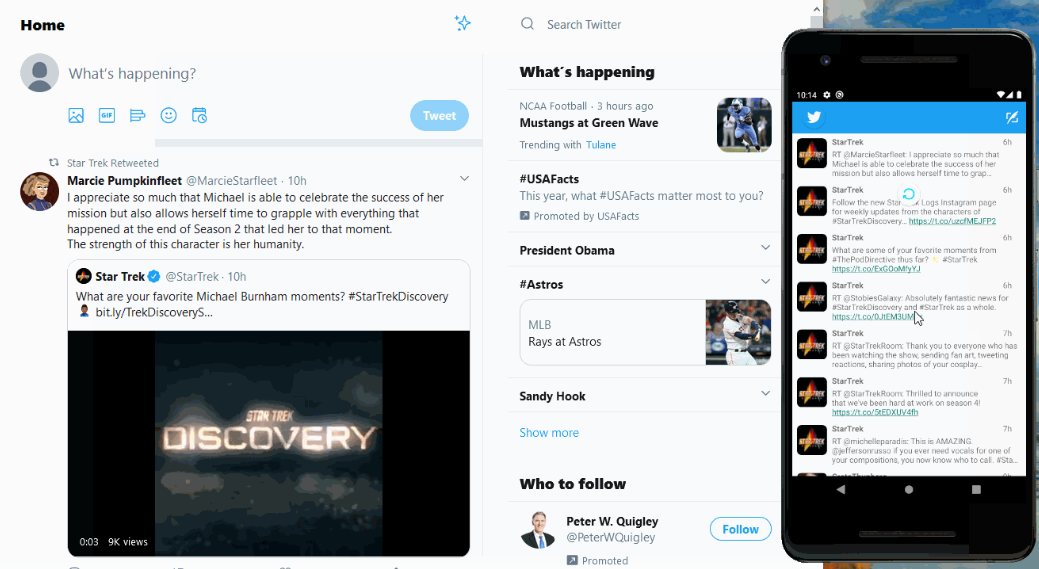 Home
What's happening?
GIF
Tweet
Star Trek Retweeted
Marcie Pumpkinfleet @MarcieStarfleet · 10h
I appreciate so much that Michael is able to celebrate the success of her
mission but also allows herself time to grapple with everything that
happened at the end of Season 2 that led her to that moment.
The strength of this character is her humanity.
Star Trek @StarTrek · 10h
What are your favorite Michael Burnham moments? #StarTrekDiscovery
bit.ly/TrekDiscoveryS...
STAR TREK
DISCOVERY
0:03 9K views
Search Twitter
What´s happening
NCAA Football · 3 hours ago
Mustangs at Green Wave
Trending with Tulane
#USAFacts
This year, what #USAFacts matter most to you?
Promoted by USAFacts
President Obama
#Astros
MLB
Rays at Astros
Sandy Hook
Show more
Who to follow
Peter W. Quigley
@PeterWQuigley
Follow
Promoted
10:14
StarTrek 6h
RT @MarcieStarfleet: I appreciate so much that
Michael is able to celebrate the success of her
mission but also allows herself time to grap...
StarTrek 6h
Follow the new Star Logs Instagram page
for weekly updates from the characters of
#StarTrekDiscovery... https://t.co/uzcfMEJFP2
StarTrek 6h
What are some of your favorite moments from
#ThePodDirective thus far? ✨ #StarTrek
https://t.co/ExGOoMfyYJ
StarTrek 6h
RT @StobiesGalaxy: Absolutely fantastic news for
#StarTrekDiscovery and #StarTrek as a whole.
https://t.co/0JtEM3UM
StarTrek 7h
RT @StarTrekRoom: Thank you to everyone who has
been watching the show, sending fan art, tweeting
reactions, sharing photos of your cosplay...
StarTrek 7h
RT @StarTrekRoom: Thrilled to announce
that we've been hard at work on season 4!
https://t.co/5tEDXUV4fh
StarTrek 7h
RT @michelleparadis: This is AMAZING.
@jeffersonrusso if you ever need vocals for one of
your compositions, you now know who to call. #Sta...